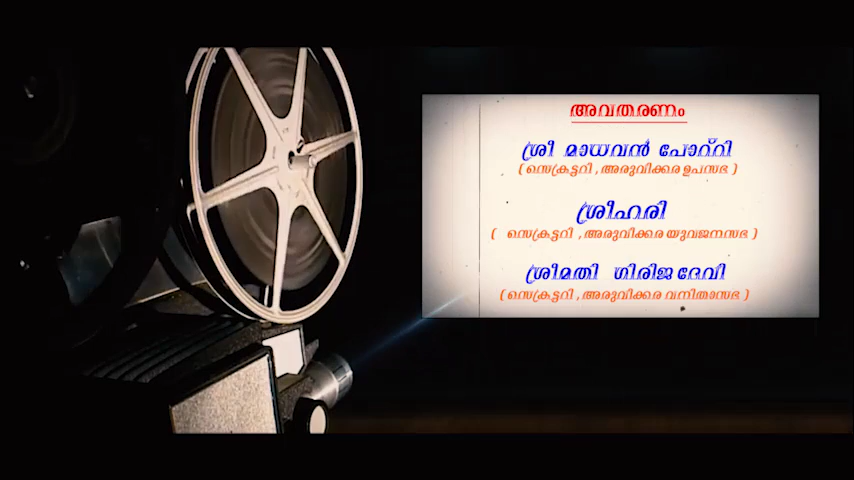 അവതരണം
ശ്രീ മാധവൻ പോറ്റി
( സെക്രട്ടറി , അരുവിക്കര ഉപസഭ )
ശ്രീഹരി
( സെക്രട്ടറി , അരുവിക്കര യുവജനസഭ )
ശ്രീമതി ഗിരിജ ദേവി
( സെക്രട്ടറി , അരുവിക്കര വനിതാസഭ )